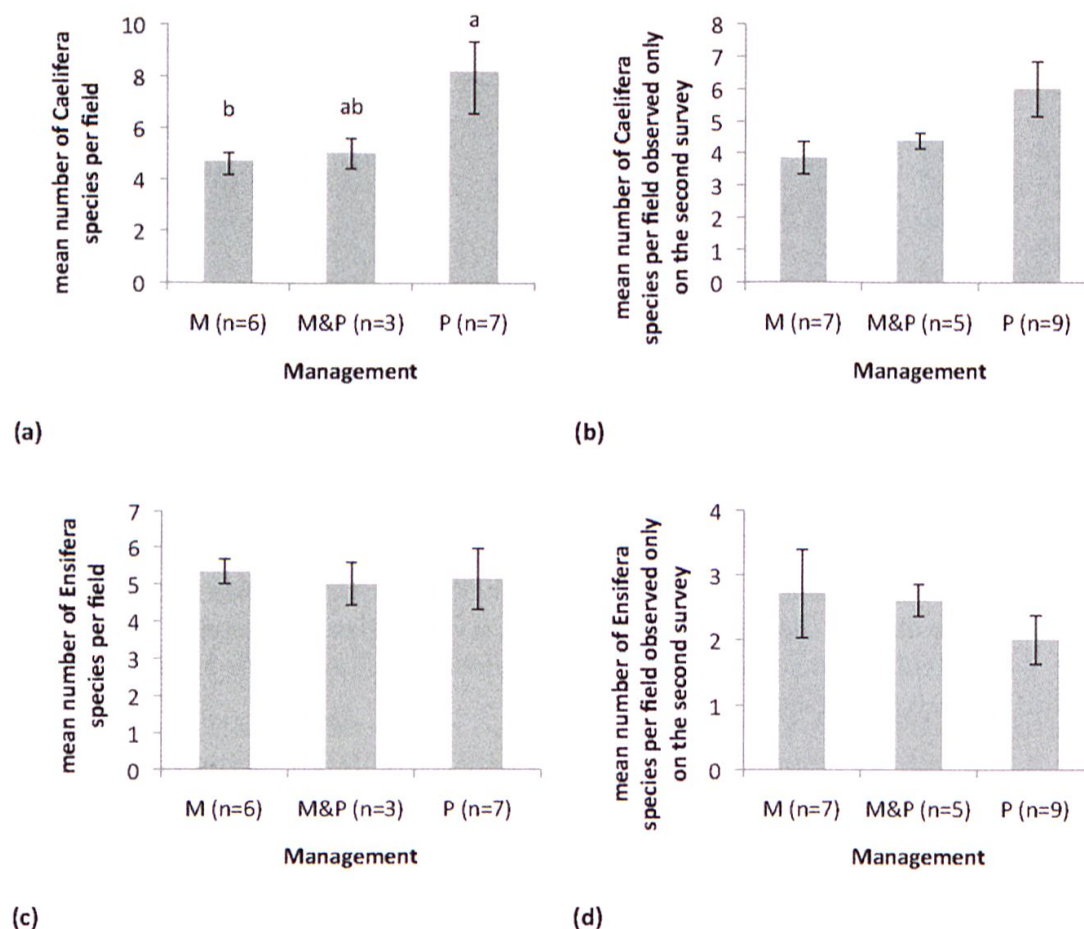 mean number of Caelifera
species per field
10
8
6
4
2
0
b
ab
a
M (n=6)
M&P (n=3)
P (n=7)
Management
(a)
mean number of Caelifera
species per field observed only
on the second survey
8
7
6
5
4
3
2
1
0
M (n=7)
M&P (n=5)
P (n=9)
Management
(b)
mean number of Ensifera
species per field
7
6
5
4
3
2
1
0
M (n=6)
M&P (n=3)
P (n=7)
Management
(c)
mean number of Ensifera
species per field observed only
on the second survey
4
3
2
1
0
M (n=7)
M&P (n=5)
P (n=9)
Management
(d)